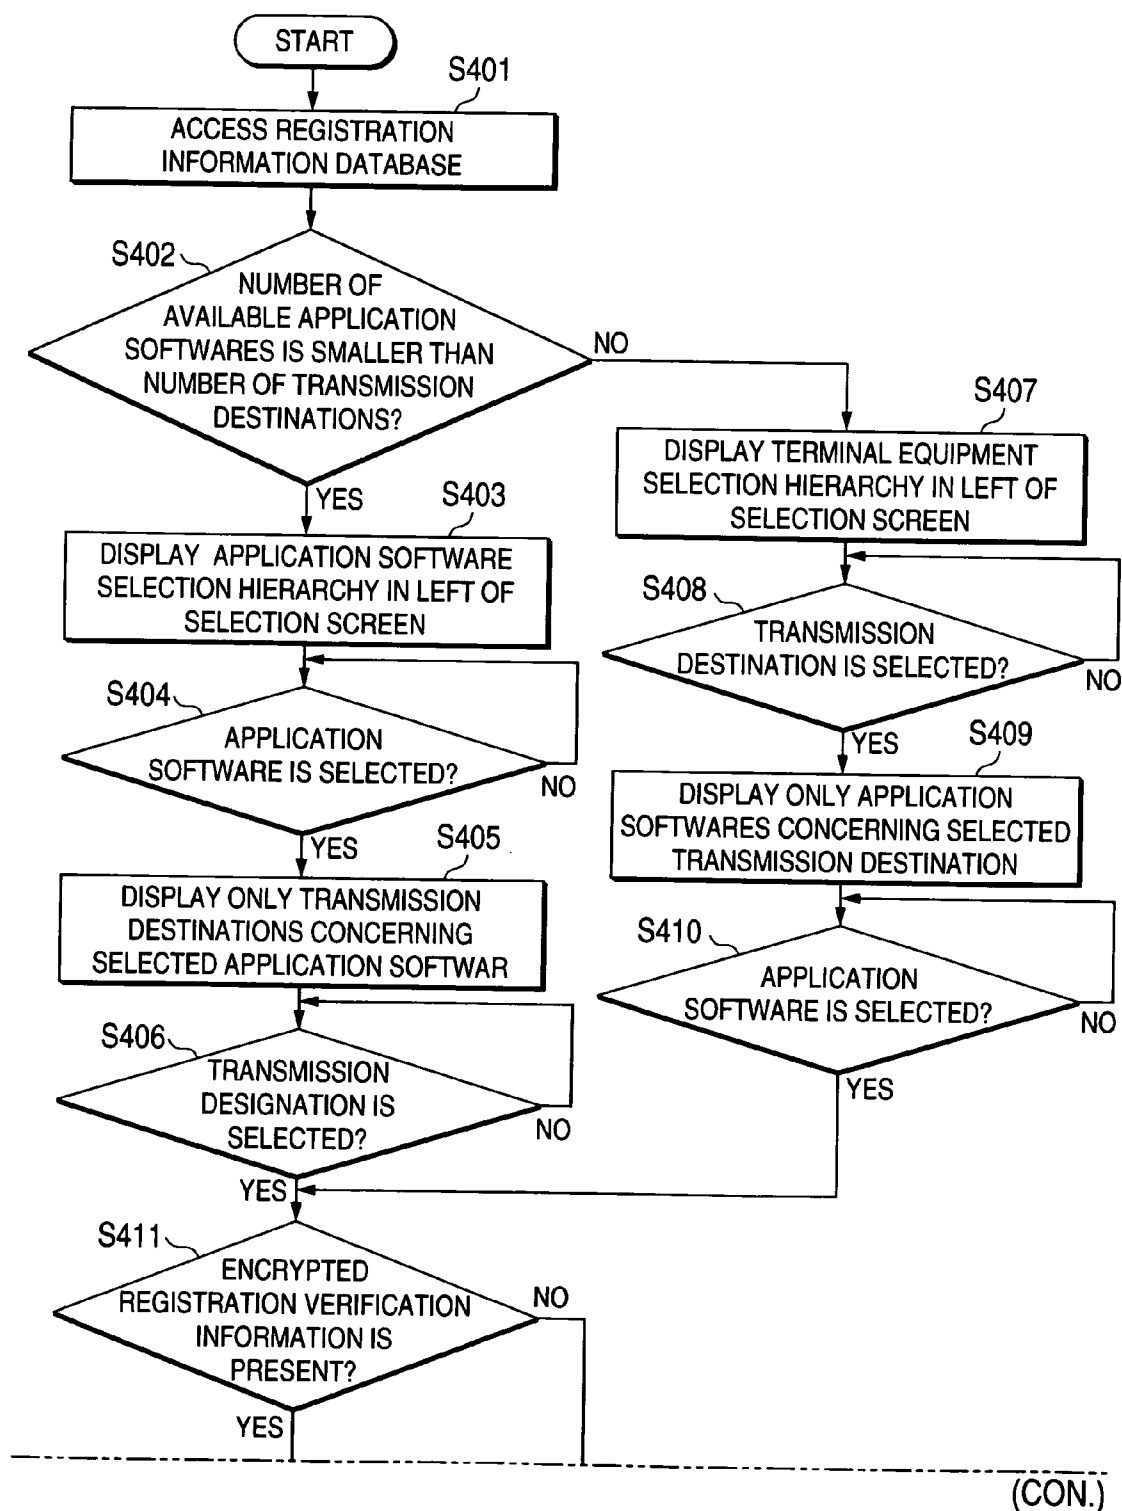 START
S401
ACCESS REGISTRATION
INFORMATION DATABASE
S402
NUMBER OF
AVAILABLE APPLICATION
SOFTWARES IS SMALLER THAN
NUMBER OF TRANSMISSION
DESTINATIONS?
NO
YES
S403
DISPLAY APPLICATION SOFTWARE
SELECTION HIERARCHY IN LEFT OF
SELECTION SCREEN
S404
APPLICATION
SOFTWARE IS SELECTED?
NO
YES
S405
DISPLAY ONLY TRANSMISSION
DESTINATIONS CONCERNING
SELECTED APPLICATION SOFTWAR
S406
TRANSMISSION
DESIGNATION IS
SELECTED?
NO
YES
S407
DISPLAY TERMINAL EQUIPMENT
SELECTION HIERARCHY IN LEFT OF
SELECTION SCREEN
S408
TRANSMISSION
DESTINATION IS SELECTED?
NO
YES
S409
DISPLAY ONLY APPLICATION
SOFTWARES CONCERNING SELECTED
TRANSMISSION DESTINATION
S410
APPLICATION
SOFTWARE IS SELECTED?
NO
YES
S411
ENCRYPTED
REGISTRATION VERIFICATION
INFORMATION IS
PRESENT?
NO
YES
(CON.)